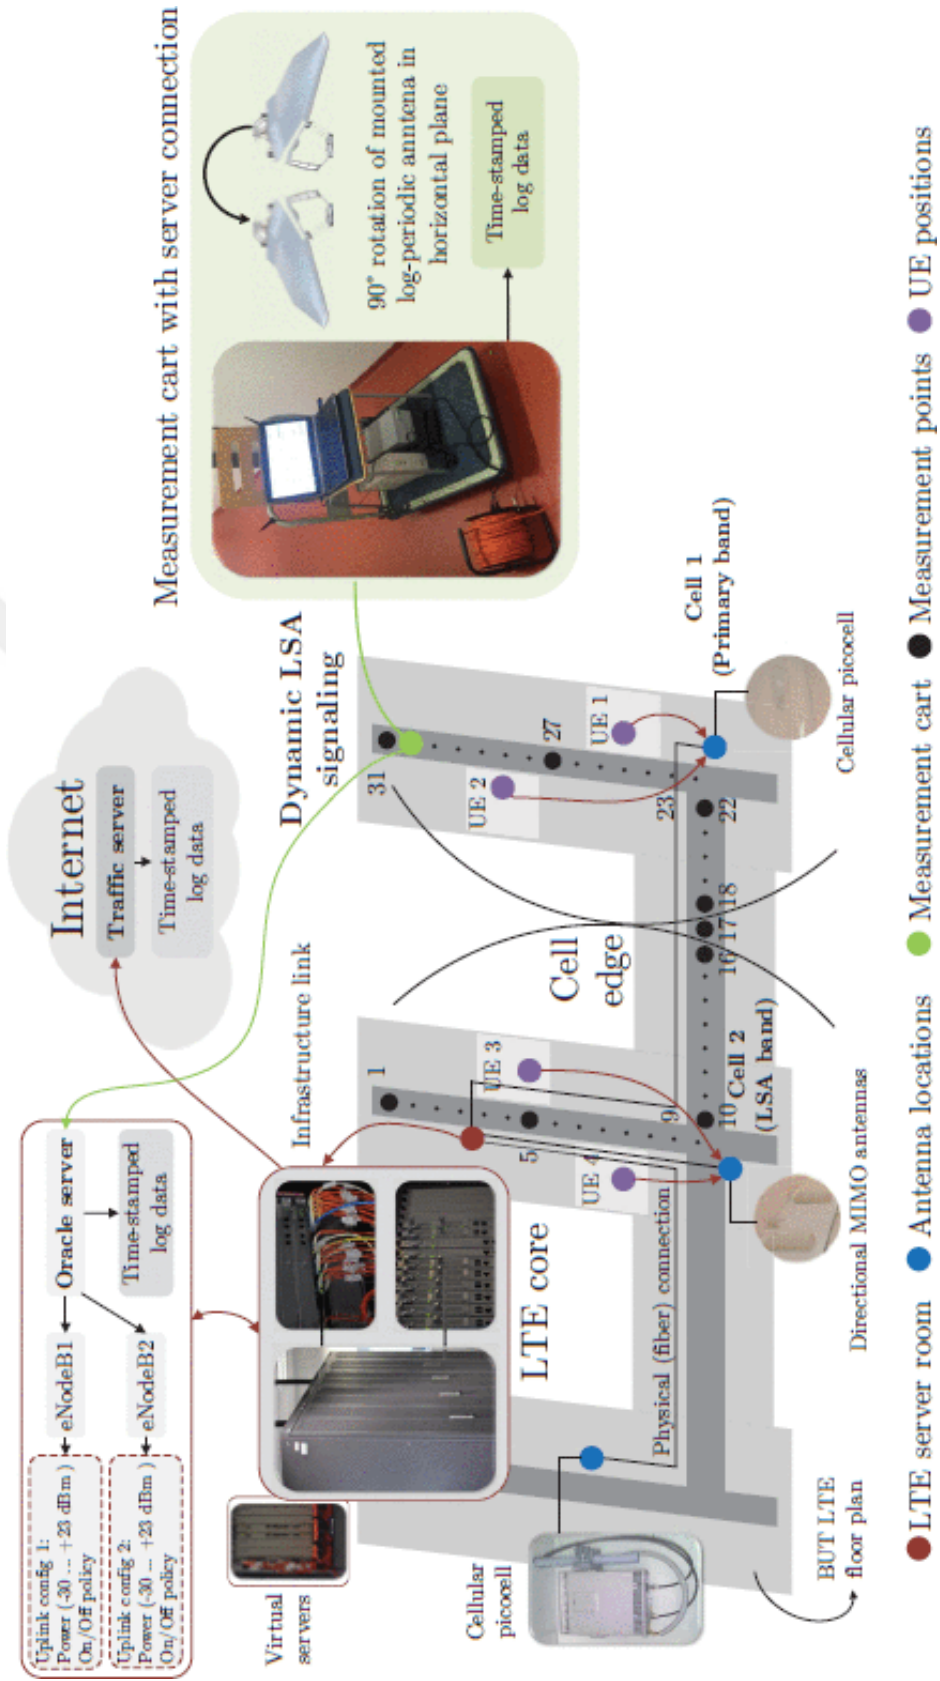 Uplink config 1:
Power (-30 ... +23 dBm )
On/Off policy
Uplink config 2:
Power (-30 ... +23 dBm )
On/Off policy
eNodeB1
eNodeB2
Oracle server
Time-stamped
log data
Internet
Traffic server
Time-stamped
log data
Measurement cart with server connection
90° rotation of mounted
log-periodic anntena in
horizontal plane
Time-stamped
log data
Virtual
servers
LTE core
Infrastructure link
Dynamic LSA
signaling
Cellular
picocell
Physical (fiber) connection
1
5
9
10
UE 3
UE 4
Cell 2
(LSA band)
Cell
edge
16
17
18
22
23
27
31
UE 2
UE 1
Cell 1
(Primary band)
BUT LTE
floor plan
Directional MIMO antennas
Cellular picocell
LTE server room
Antenna locations
Measurement cart
Measurement points
UE positions